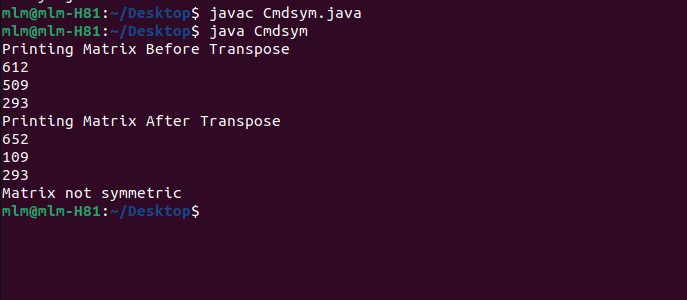 mlm@mlm-H81:~/Desktop$ javac Cmdsym.java
mlm@mlm-H81:~/Desktop$ java Cmdsym
Printing Matrix Before Transpose
612
509
293
Printing Matrix After Transpose
652
109
293
Matrix not symmetric
mlm@mlm-H81:~/Desktop$